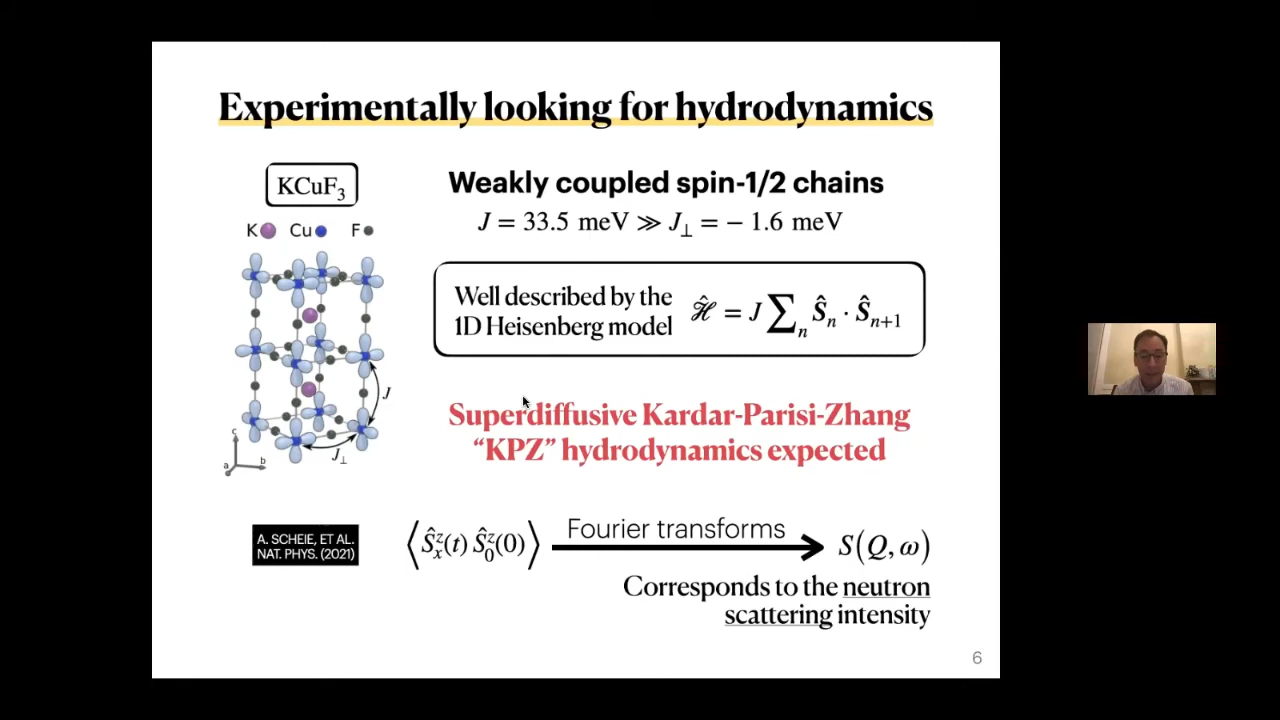 Experimentally looking for hydrodynamics
KCuF₃
K Cu F
J
J⊥
c
a
b
Weakly coupled spin-1/2 chains
J = 33.5 meV ≫ J⊥ = − 1.6 meV
Well described by the
1D Heisenberg model
ℋ̂ = J ∑ₙ Ŝₙ · Ŝₙ₊₁
Superdiffusive Kardar-Parisi-Zhang
“KPZ” hydrodynamics expected
A. SCHEIE, ET AL.
NAT. PHYS. (2021)
⟨Ŝᶻₓ(t) Ŝᶻ₀(0)⟩
Fourier transforms
S(Q, ω)
Corresponds to the neutron
scattering intensity
6